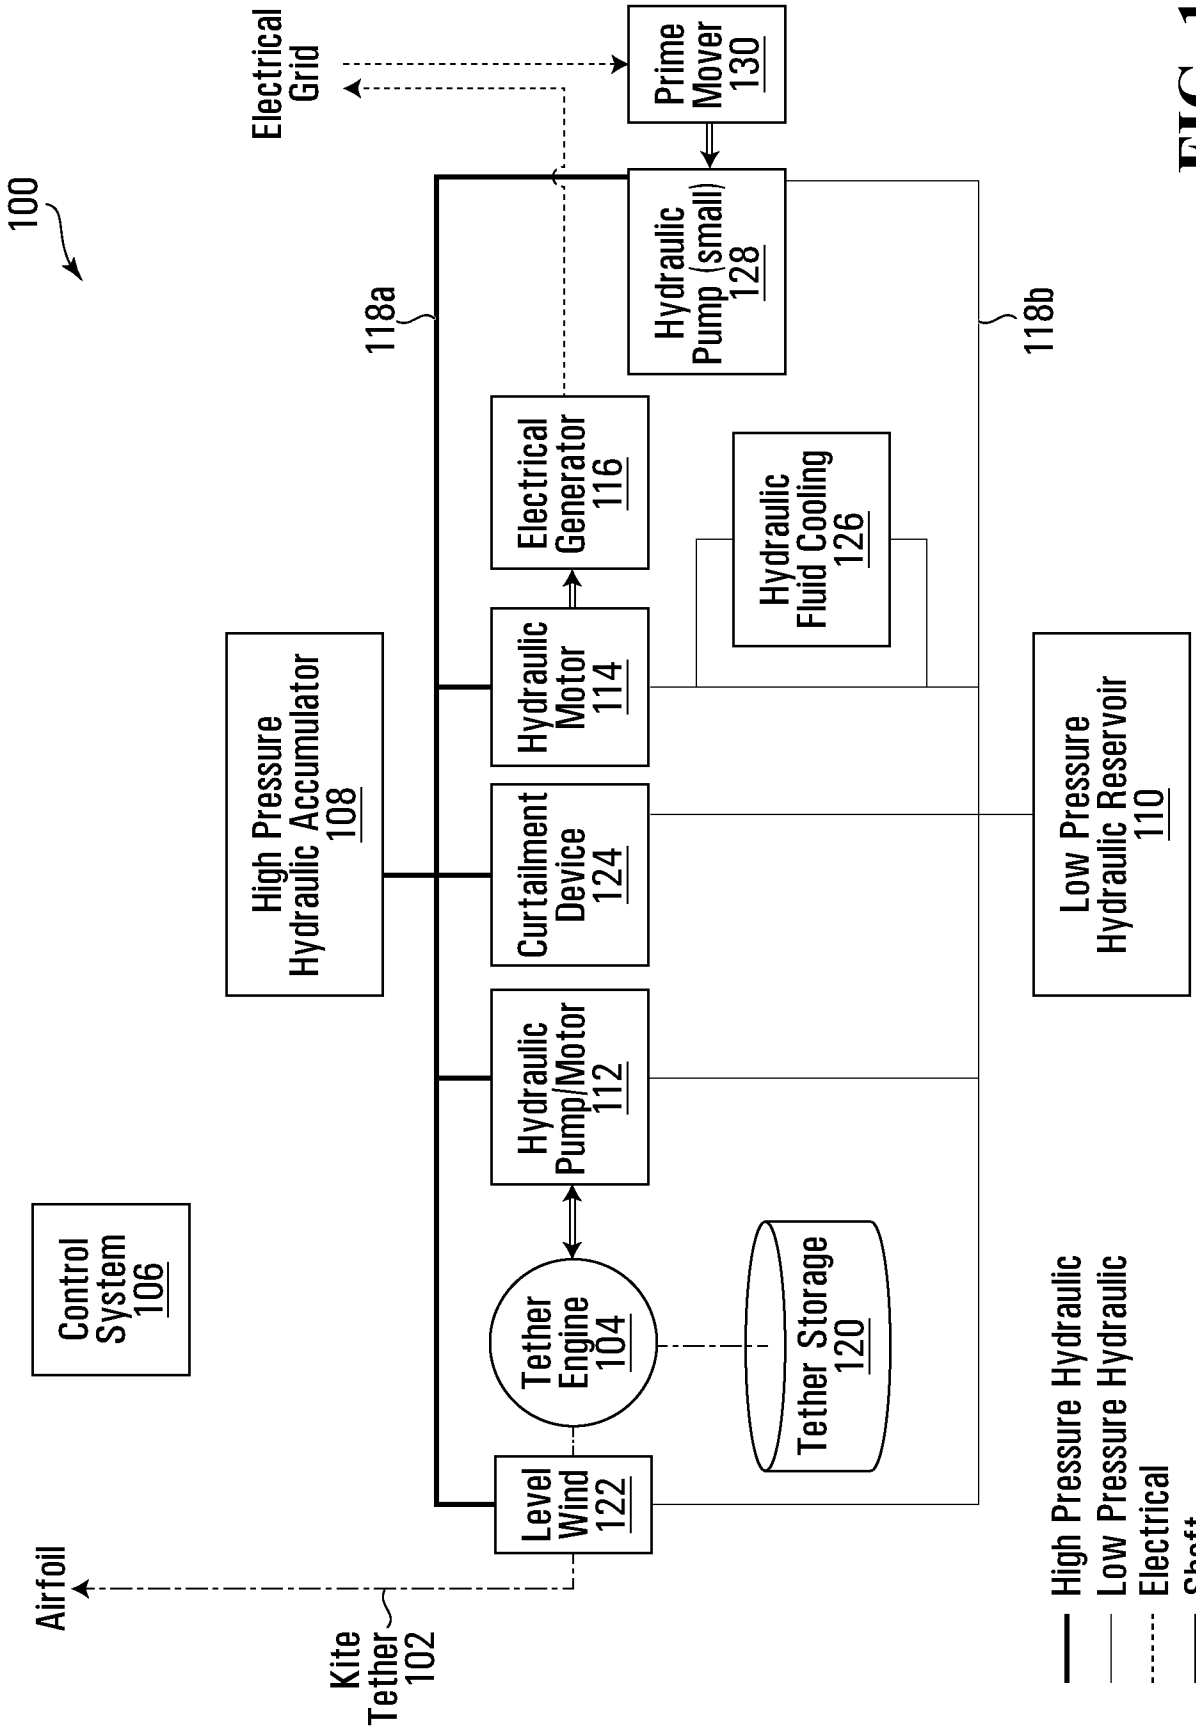 Airfoil
Control
System
106
100
Kite
Tether
102
High Pressure
Hydraulic Accumulator
108
Electrical
Grid
118a
Level
Wind
122
Tether
Engine
104
Hydraulic
Pump/Motor
112
Curtailment
Device
124
Hydraulic
Motor
114
Electrical
Generator
116
Hydraulic
Pump (small)
128
Prime
Mover
130
Tether Storage
120
Hydraulic
Fluid Cooling
126
118b
Low Pressure
Hydraulic Reservoir
110
High Pressure Hydraulic
Low Pressure Hydraulic
Electrical
Shaft
FIG. 1